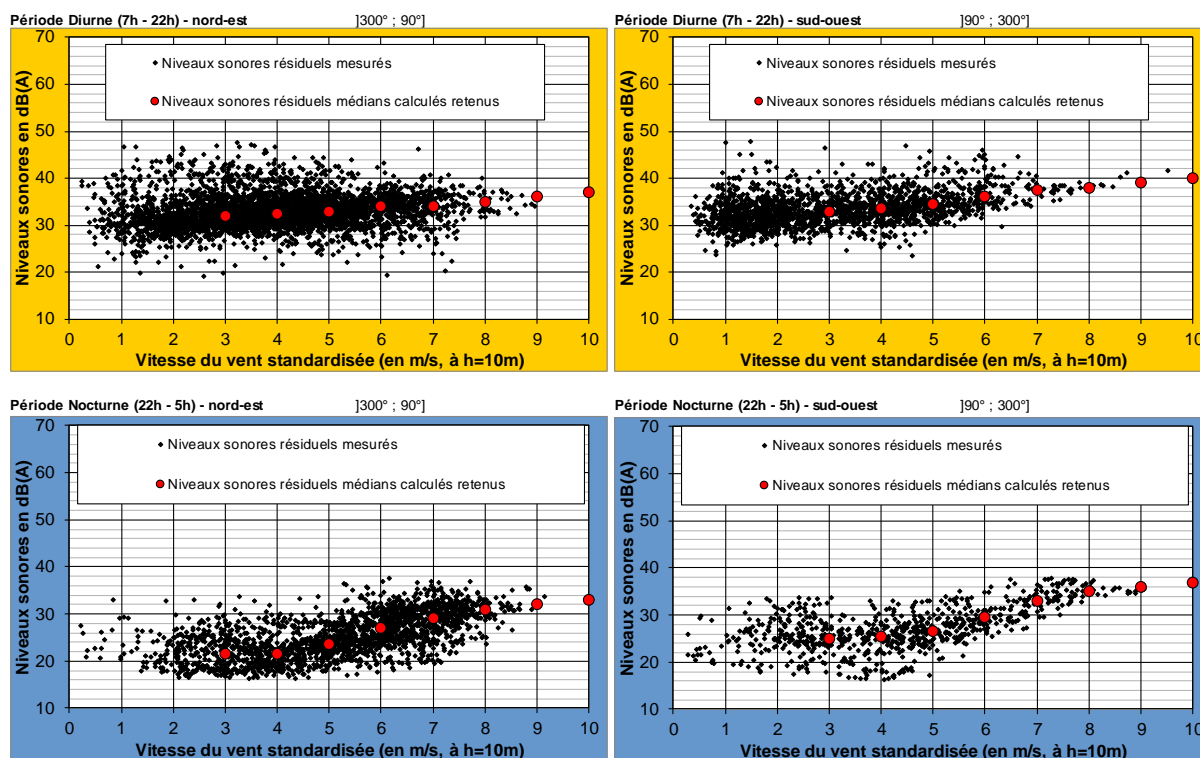 Période Diurne (7h - 22h) - nord-est ]300° ; 90°]
70
60
50
40
30
20
10
Niveaux sonores en dB(A)
Niveaux sonores résiduels mesurés
Niveaux sonores résiduels médians calculés retenus
0 1 2 3 4 5 6 7 8 9 10
Vitesse du vent standardisée (en m/s, à h=10m)
Période Diurne (7h - 22h) - sud-ouest ]90° ; 300°]
70
60
50
40
30
20
10
Niveaux sonores en dB(A)
Niveaux sonores résiduels mesurés
Niveaux sonores résiduels médians calculés retenus
0 1 2 3 4 5 6 7 8 9 10
Vitesse du vent standardisée (en m/s, à h=10m)
Période Nocturne (22h - 5h) - nord-est ]300° ; 90°]
70
60
50
40
30
20
10
Niveaux sonores en dB(A)
Niveaux sonores résiduels mesurés
Niveaux sonores résiduels médians calculés retenus
0 1 2 3 4 5 6 7 8 9 10
Vitesse du vent standardisée (en m/s, à h=10m)
Période Nocturne (22h - 5h) - sud-ouest ]90° ; 300°]
70
60
50
40
30
20
10
Niveaux sonores en dB(A)
Niveaux sonores résiduels mesurés
Niveaux sonores résiduels médians calculés retenus
0 1 2 3 4 5 6 7 8 9 10
Vitesse du vent standardisée (en m/s, à h=10m)